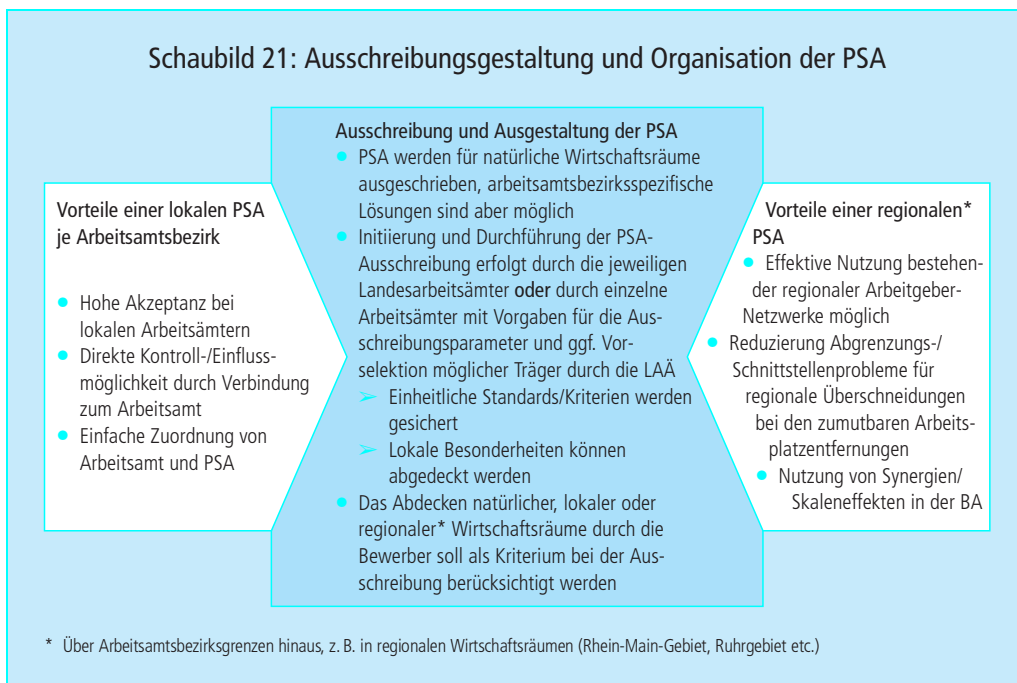 Schaubild 21: Ausschreibungsgestaltung und Organisation der PSA
Vorteile einer lokalen PSA
je Arbeitsamtsbezirk
• Hohe Akzeptanz bei
lokalen Arbeitsämtern
• Direkte Kontroll-/Einfluss-
möglichkeit durch Verbindung
zum Arbeitsamt
• Einfache Zuordnung von
Arbeitsamt und PSA
Ausschreibung und Ausgestaltung der PSA
• PSA werden für natürliche Wirtschaftsräume
ausgeschrieben, arbeitsamtsbezirksspezifische
Lösungen sind aber möglich
• Initiierung und Durchführung der PSA-
Ausschreibung erfolgt durch die jeweiligen
Landesarbeitsämter oder durch einzelne
Arbeitsämter mit Vorgaben für die Aus-
schreibungsparameter und ggf. Vor-
selektion möglicher Träger durch die LAÄ
➢ Einheitliche Standards/Kriterien werden
gesichert
➢ Lokale Besonderheiten können
abgedeckt werden
• Das Abdecken natürlicher, lokaler oder
regionaler* Wirtschaftsräume durch die
Bewerber soll als Kriterium bei der Aus-
schreibung berücksichtigt werden
Vorteile einer regionalen*
PSA
• Effektive Nutzung bestehen-
der regionaler Arbeitgeber-
Netzwerke möglich
• Reduzierung Abgrenzungs-/
Schnittstellenprobleme für
regionale Überschneidungen
bei den zumutbaren Arbeits-
platzentfernungen
• Nutzung von Synergien/
Skaleneffekten in der BA
* Über Arbeitsamtsbezirksgrenzen hinaus, z. B. in regionalen Wirtschaftsräumen (Rhein-Main-Gebiet, Ruhrgebiet etc.)